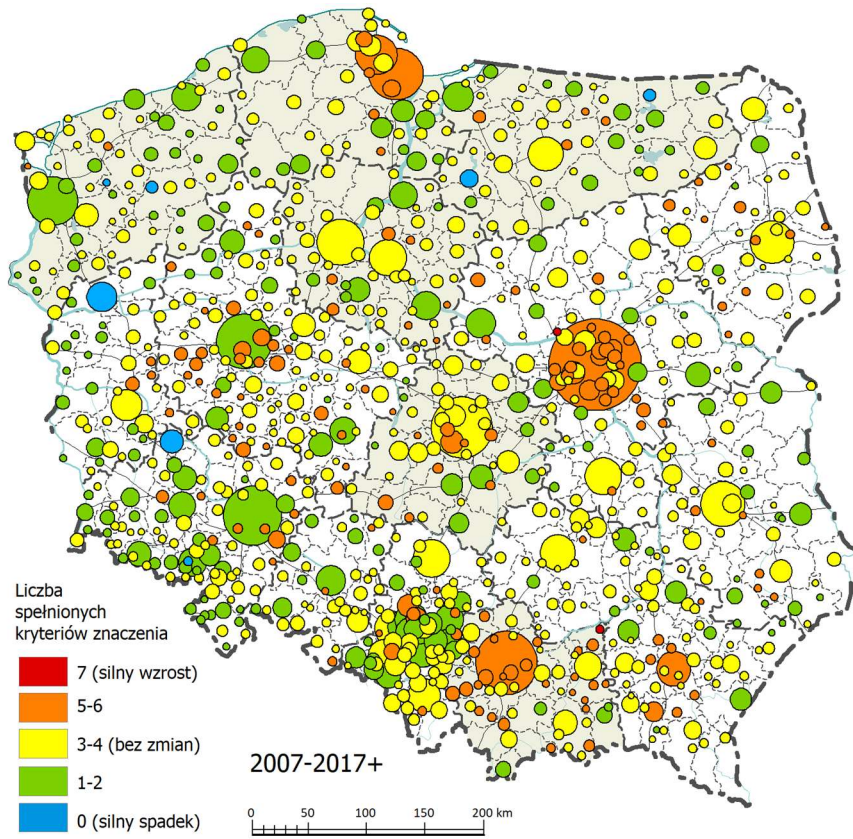 Liczba
spełnionych
kryteriów znaczenia
7 (silny wzrost)
5-6
3-4 (bez zmian)
1-2
0 (silny spadek)
2007-2017+
0 50 100 150 200 km